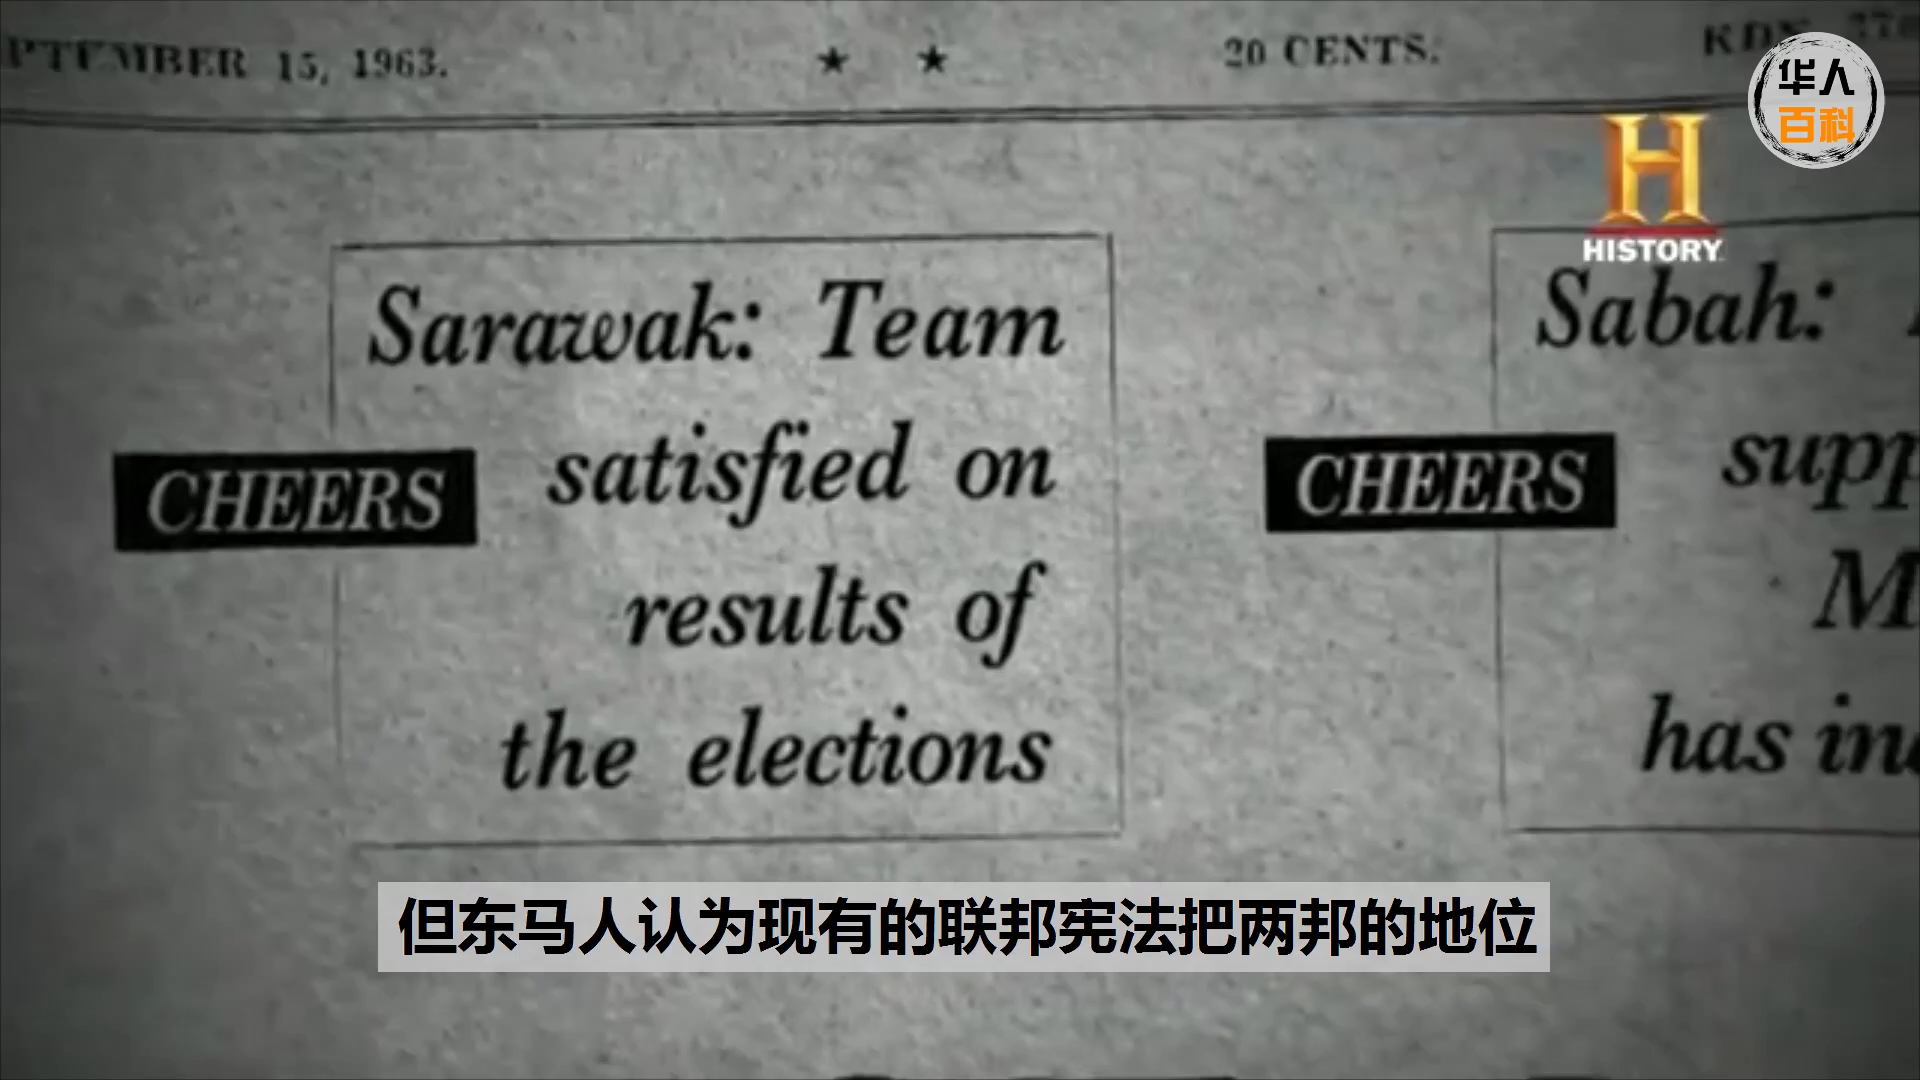 15, 1963.
20 CENTS.
华人
百科
HISTORY
Sarawak: Team
satisfied on
results of
the elections
CHEERS
Sabah:
CHEERS
has
但东马人认为现有的联邦宪法把两邦的地位